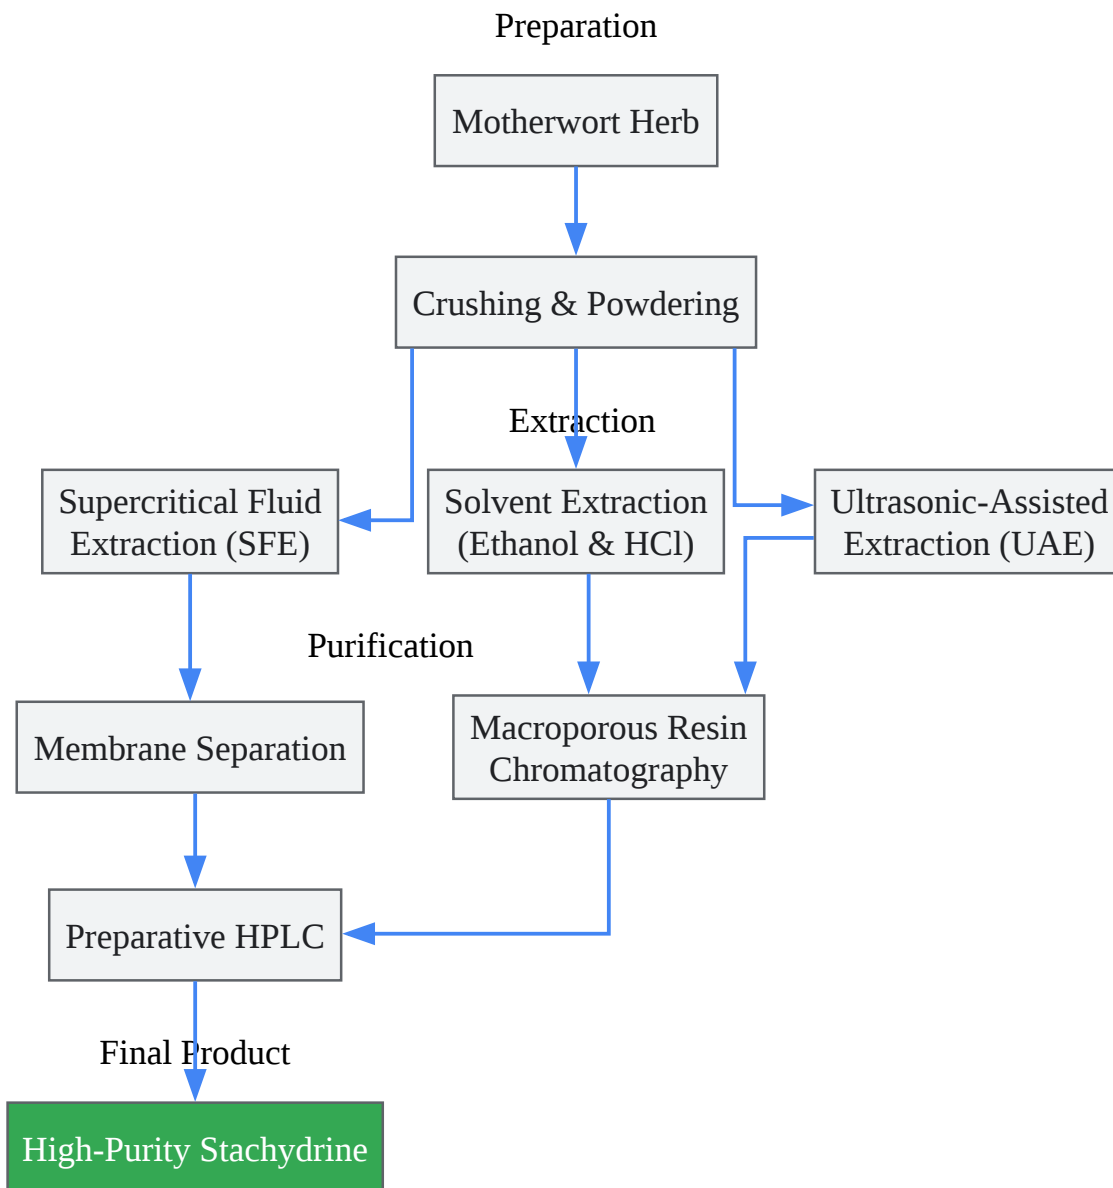 Preparation
Motherwort Herb
Crushing & Powdering
Extraction
Supercritical Fluid
Extraction (SFE)
Solvent Extraction
(Ethanol & HCl)
Ultrasonic-Assisted
Extraction (UAE)
Purification
Membrane Separation
Macroporous Resin
Chromatography
Preparative HPLC
Final Product
High-Purity Stachydrine